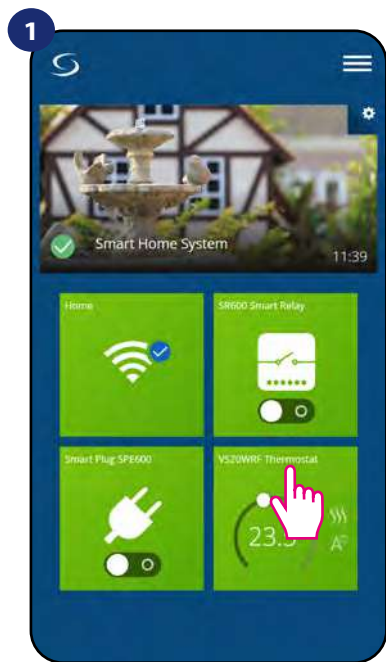 1
Smart Home System
11:39
Home
SR600 Smart Relay
Smart Plug SPE600
VS20WRF Thermostat